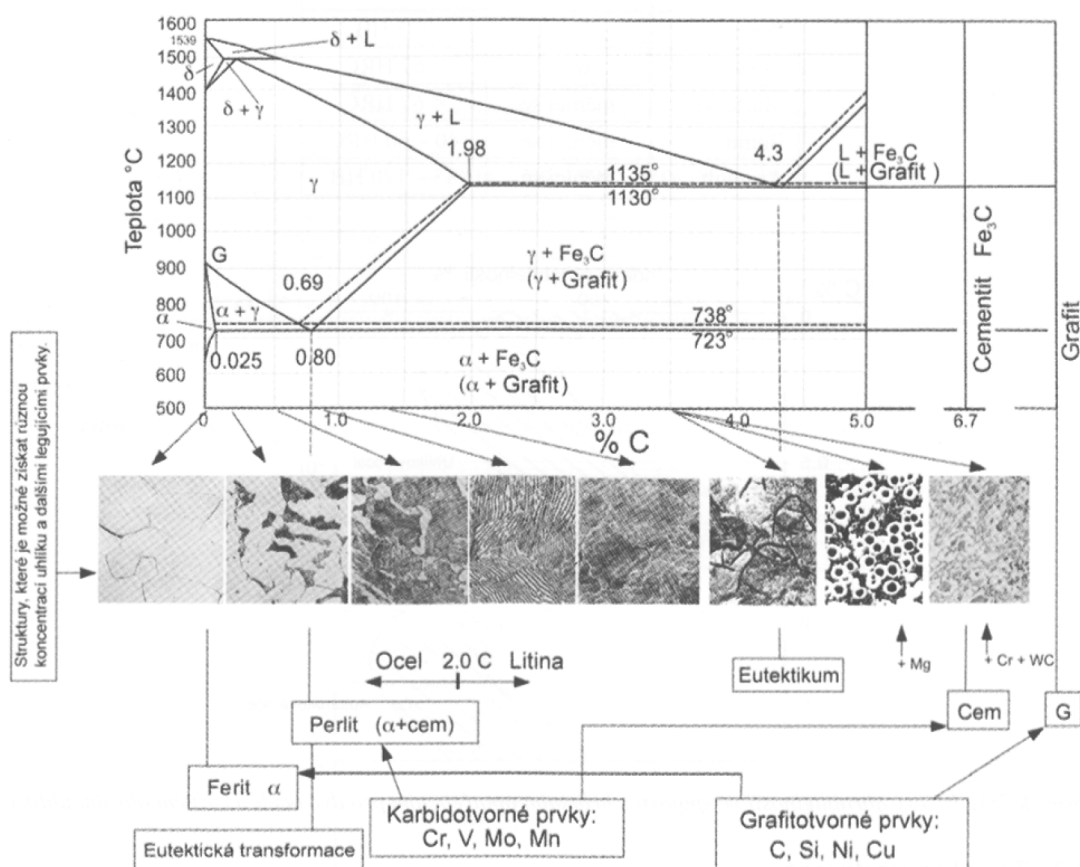 1600
1539
1500
1400
1300
1200
1100
1000
900
800
700
600
500
Teplota °C
δ + L
δ
δ + γ
γ + L
1.98
4.3
L + Fe₃C
(L + Grafit )
1135°
1130°
γ
G
0.69
γ + Fe₃C
(γ + Grafit)
α + γ
α
738°
723°
0.025
0.80
α + Fe₃C
(α + Grafit)
Cementit Fe₃C
Grafit
0
1.0
2.0
3.0
4.0
5.0
6.7
% C
Struktury, které je možné získat různou
koncentrací uhlíku a dalšími legujícími prvky.
Ocel 2.0 C Litina
Eutektikum
+ Mg
+ Cr + WC
Cem
G
Perlit (α+cem)
Ferit α
Karbidotvorné prvky:
Cr, V, Mo, Mn
Grafitotvorné prvky:
C, Si, Ni, Cu
Eutektická transformace